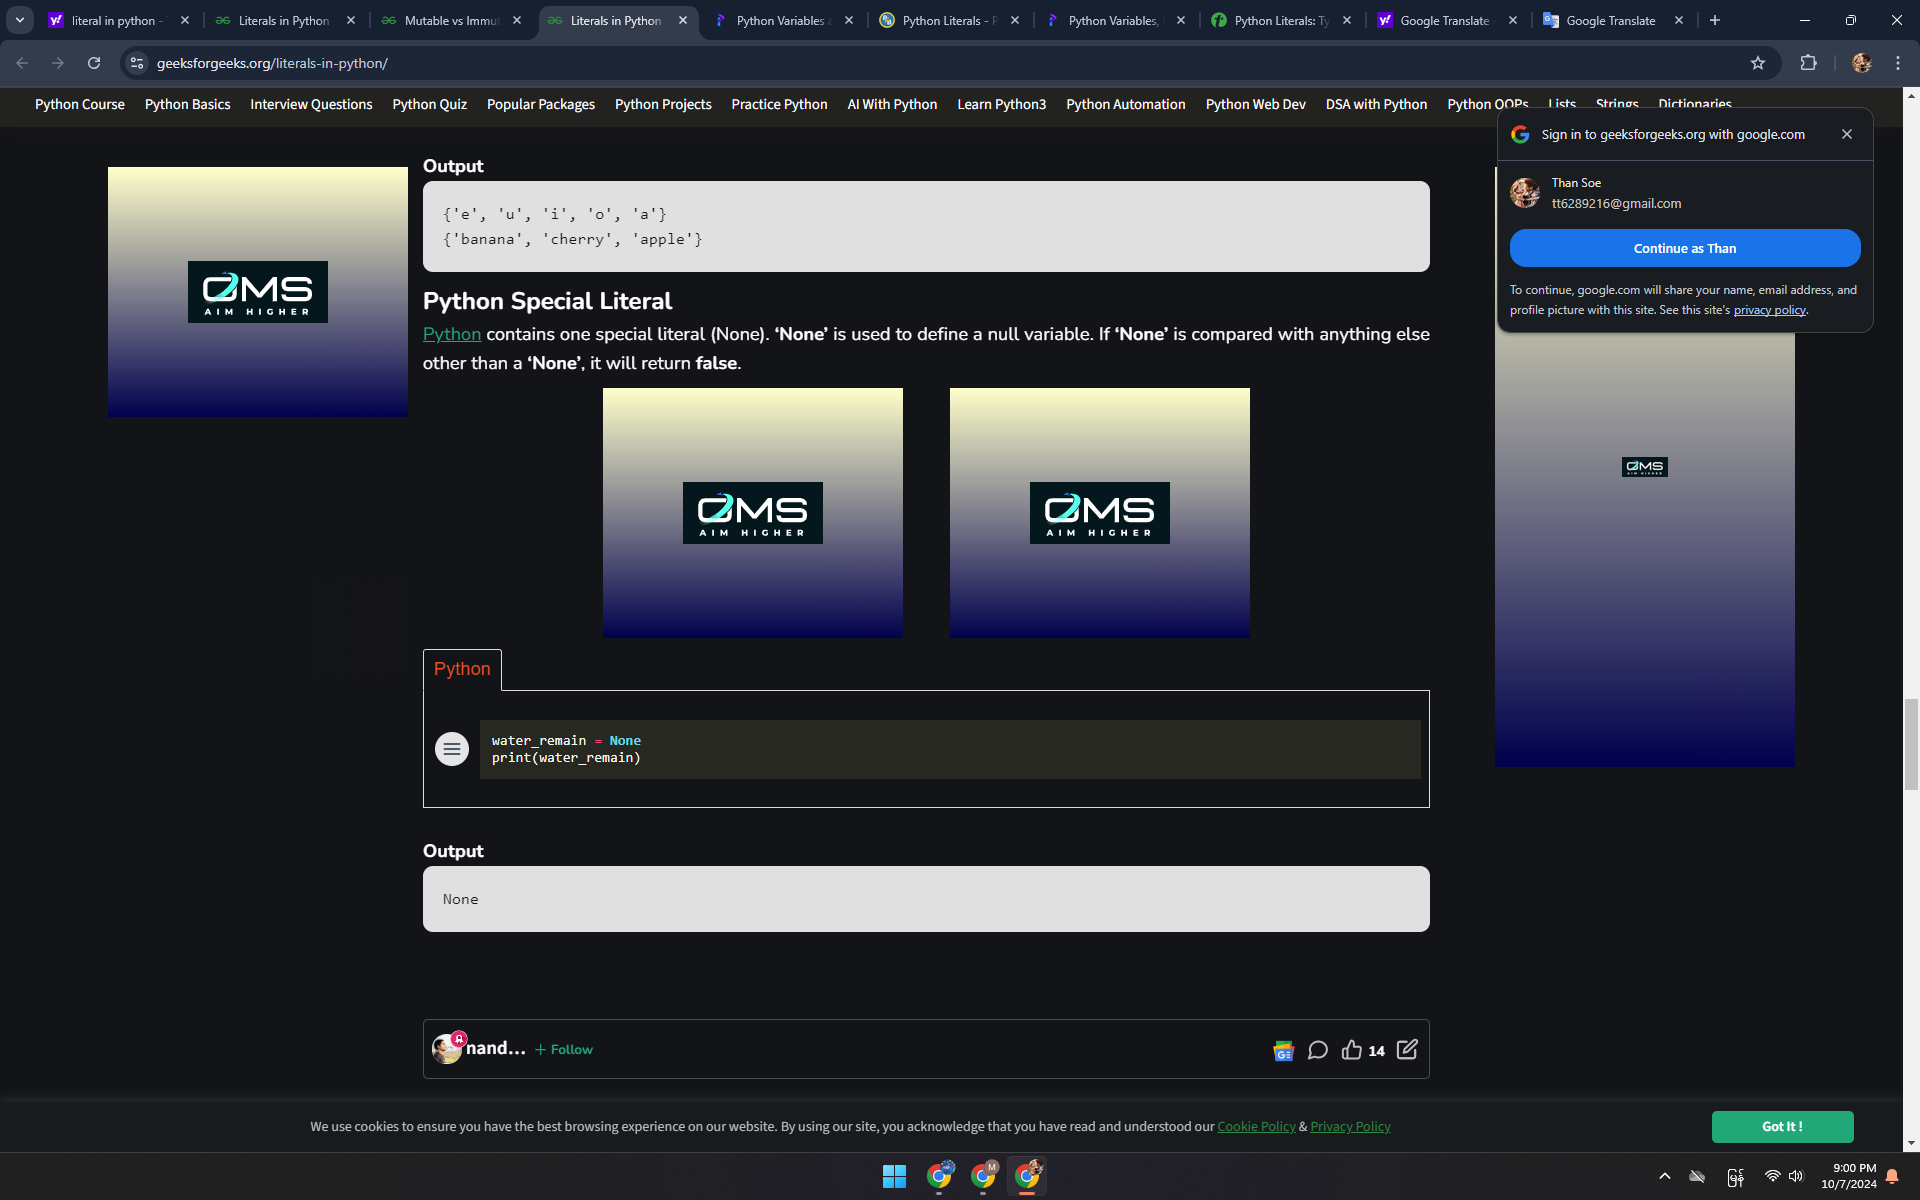 literal in python -
Literals in Python
Mutable vs Immu
Literals in Python
Python Variables a
Python Literals - P
Python Variables,
Python Literals: Ty
Google Translate
Google Translate
geeksforgeeks.org/literals-in-python/
Python Course Python Basics Interview Questions Python Quiz Popular Packages Python Projects Practice Python AI With Python Learn Python3 Python Automation Python Web Dev DSA with Python Python OOPs Lists Strings Dictionaries
Sign in to geeksforgeeks.org with google.com
Than Soe
tt6289216@gmail.com
Continue as Than
To continue, google.com will share your name, email address, and
profile picture with this site. See this site's privacy policy.
Output
{'e', 'u', 'i', 'o', 'a'}
{'banana', 'cherry', 'apple'}
OMS
AIM HIGHER
Python Special Literal
Python contains one special literal (None). ‘None’ is used to define a null variable. If ‘None’ is compared with anything else
other than a ‘None’, it will return false.
OMS
AIM HIGHER
OMS
AIM HIGHER
OMS
AIM HIGHER
Python
water_remain = None
print(water_remain)
Output
None
nand... + Follow
GE
14
We use cookies to ensure you have the best browsing experience on our website. By using our site, you acknowledge that you have read and understood our Cookie Policy & Privacy Policy
Got It !
M
9:00 PM
10/7/2024